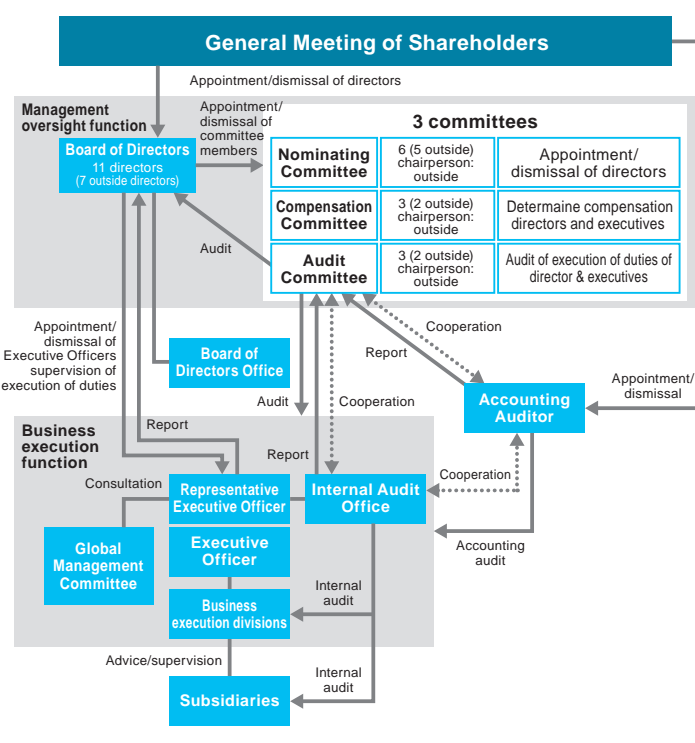 General Meeting of Shareholders
Appointment/dismissal of directors
Management
oversight function
Appointment/
dismissal of
committee
members
Board of Directors
11 directors
(7 outside directors)
3 committees
Nominating
Committee
6 (5 outside)
chairperson:
outside
Appointment/
dismissal of directors
Compensation
Committee
3 (2 outside)
chairperson:
outside
Determaine compensation
directors and executives
Audit
Committee
3 (2 outside)
chairperson:
outside
Audit of execution of duties of
director & executives
Audit
Appointment/
dismissal of
Executive Officers
supervision of
execution of duties
Board of
Directors Office
Cooperation
Report
Audit
Cooperation
Accounting
Auditor
Appointment/
dismissal
Business
execution
function
Report
Report
Consultation
Representative
Executive Officer
Internal Audit
Office
Cooperation
Global
Management
Committee
Executive
Officer
Accounting
audit
Business
execution divisions
Internal
audit
Advice/supervision
Subsidiaries
Internal
audit